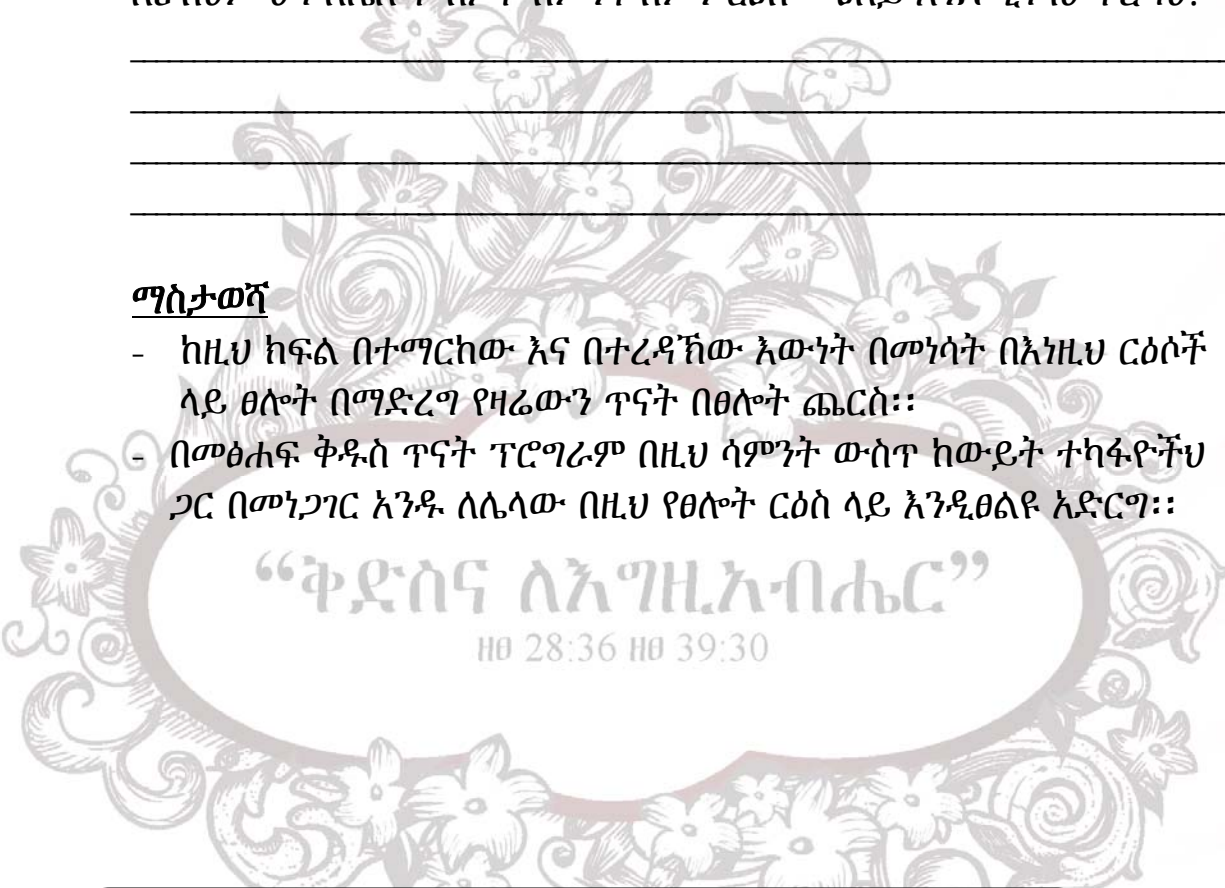 ማስታወሻ
- ከዚህ ክፍል በተማርከው እና በተረዳኸው እውነት በመነሳት በእነዚህ ርዕሶች
ላይ ፀሎት በማድረግ የዛሬውን ጥናት በፀሎት ጨርስ፡፡
- በመፅሐፍ ቅዱስ ጥናት ፕሮግራም በዚህ ሳምንት ውስጥ ከውይት ተካፋዮችህ
ጋር በመነጋገር አንዱ ለሌላው በዚህ የፀሎት ርዕስ ላይ እንዲፀልዩ አድርግ፡፡
“ቅድስና ለእግዚአብሔር”
ዘፀ 28:36 ዘፀ 39:30